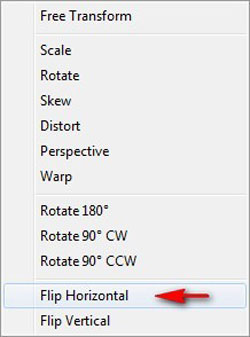 Free Transform
Scale
Rotate
Skew
Distort
Perspective
Warp
Rotate 180°
Rotate 90° CW
Rotate 90° CCW
Flip Horizontal
Flip Vertical